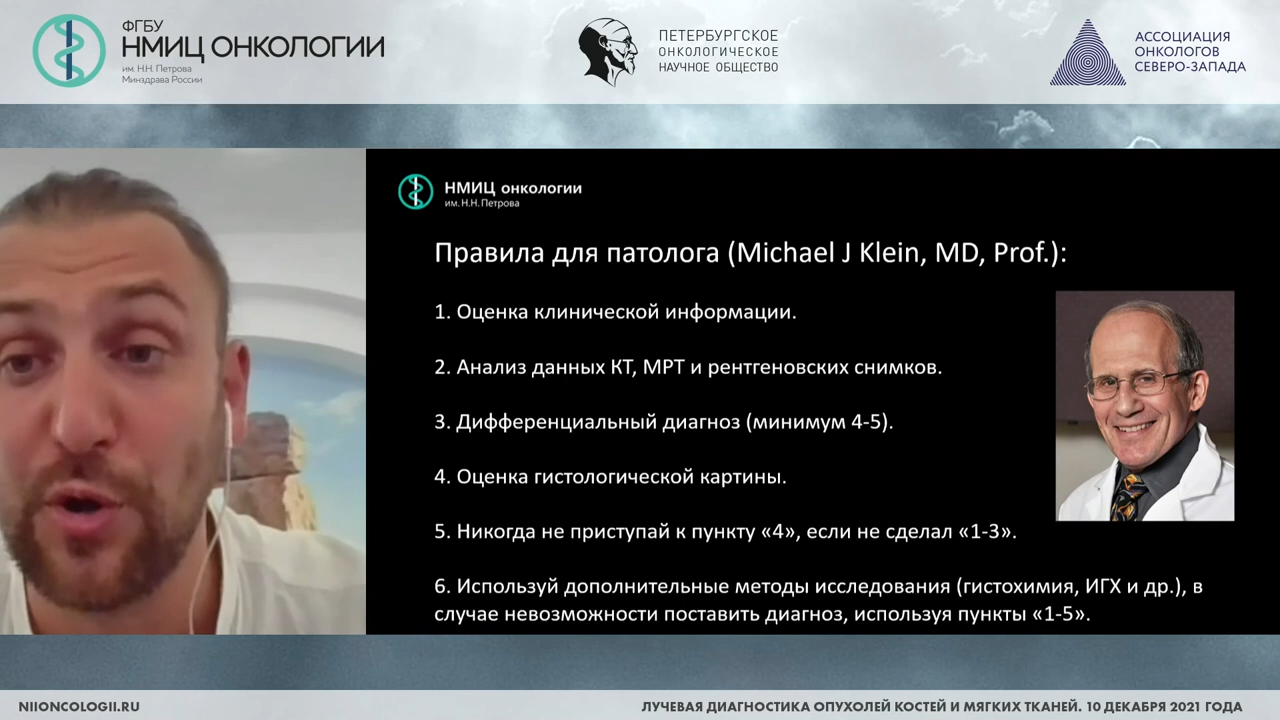 ФГБУ
НМИЦ ОНКОЛОГИИ
им. Н.Н. Петрова
Минздрава России
ПЕТЕРБУРГСКОЕ
ОНКОЛОГИЧЕСКОЕ
НАУЧНОЕ ОБЩЕСТВО
АССОЦИАЦИЯ
ОНКОЛОГОВ
СЕВЕРО-ЗАПАДА
НМИЦ онкологии
им. Н.Н. Петрова
Правила для патолога (Michael J Klein, MD, Prof.):
1. Оценка клинической информации.
2. Анализ данных КТ, МРТ и рентгеновских снимков.
3. Дифференциальный диагноз (минимум 4-5).
4. Оценка гистологической картины.
5. Никогда не приступай к пункту «4», если не сделал «1-3».
6. Используй дополнительные методы исследования (гистохимия, ИГХ и др.), в
случае невозможности поставить диагноз, используя пункты «1-5».
NIIONCOLOGII.RU
ЛУЧЕВАЯ ДИАГНОСТИКА ОПУХОЛЕЙ КОСТЕЙ И МЯГКИХ ТКАНЕЙ. 10 ДЕКАБРЯ 2021 ГОДА